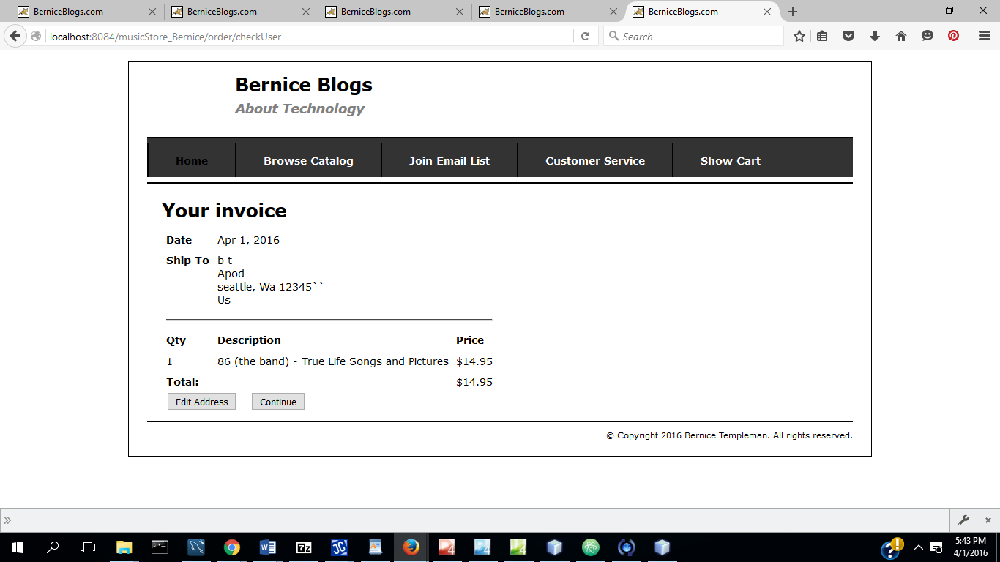 BerniceBlogs.com BerniceBlogs.com BerniceBlogs.com BerniceBlogs.com BerniceBlogs.com
localhost:8084/musicStore_Bernice/order/checkUser Search
Bernice Blogs
About Technology
Home Browse Catalog Join Email List Customer Service Show Cart
Your invoice
Date Apr 1, 2016
Ship To b t
Apod
seattle, Wa 12345``
Us
Qty Description Price
1 86 (the band) - True Life Songs and Pictures $14.95
Total: $14.95
Edit Address Continue
© Copyright 2016 Bernice Templeman. All rights reserved.
5:43 PM
4/1/2016